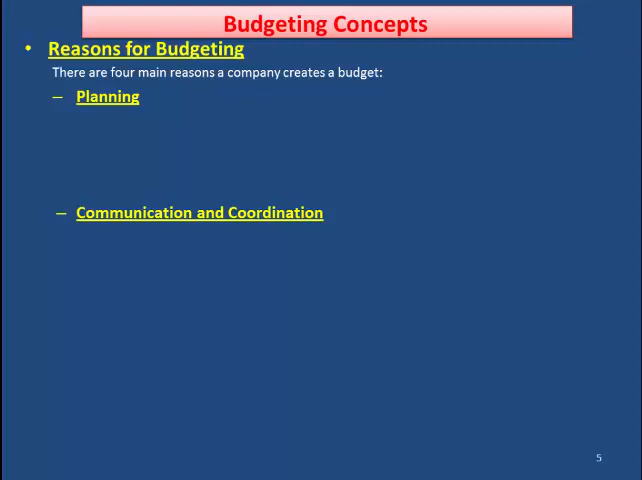 Budgeting Concepts
• Reasons for Budgeting
There are four main reasons a company creates a budget:
– Planning
– Communication and Coordination
5